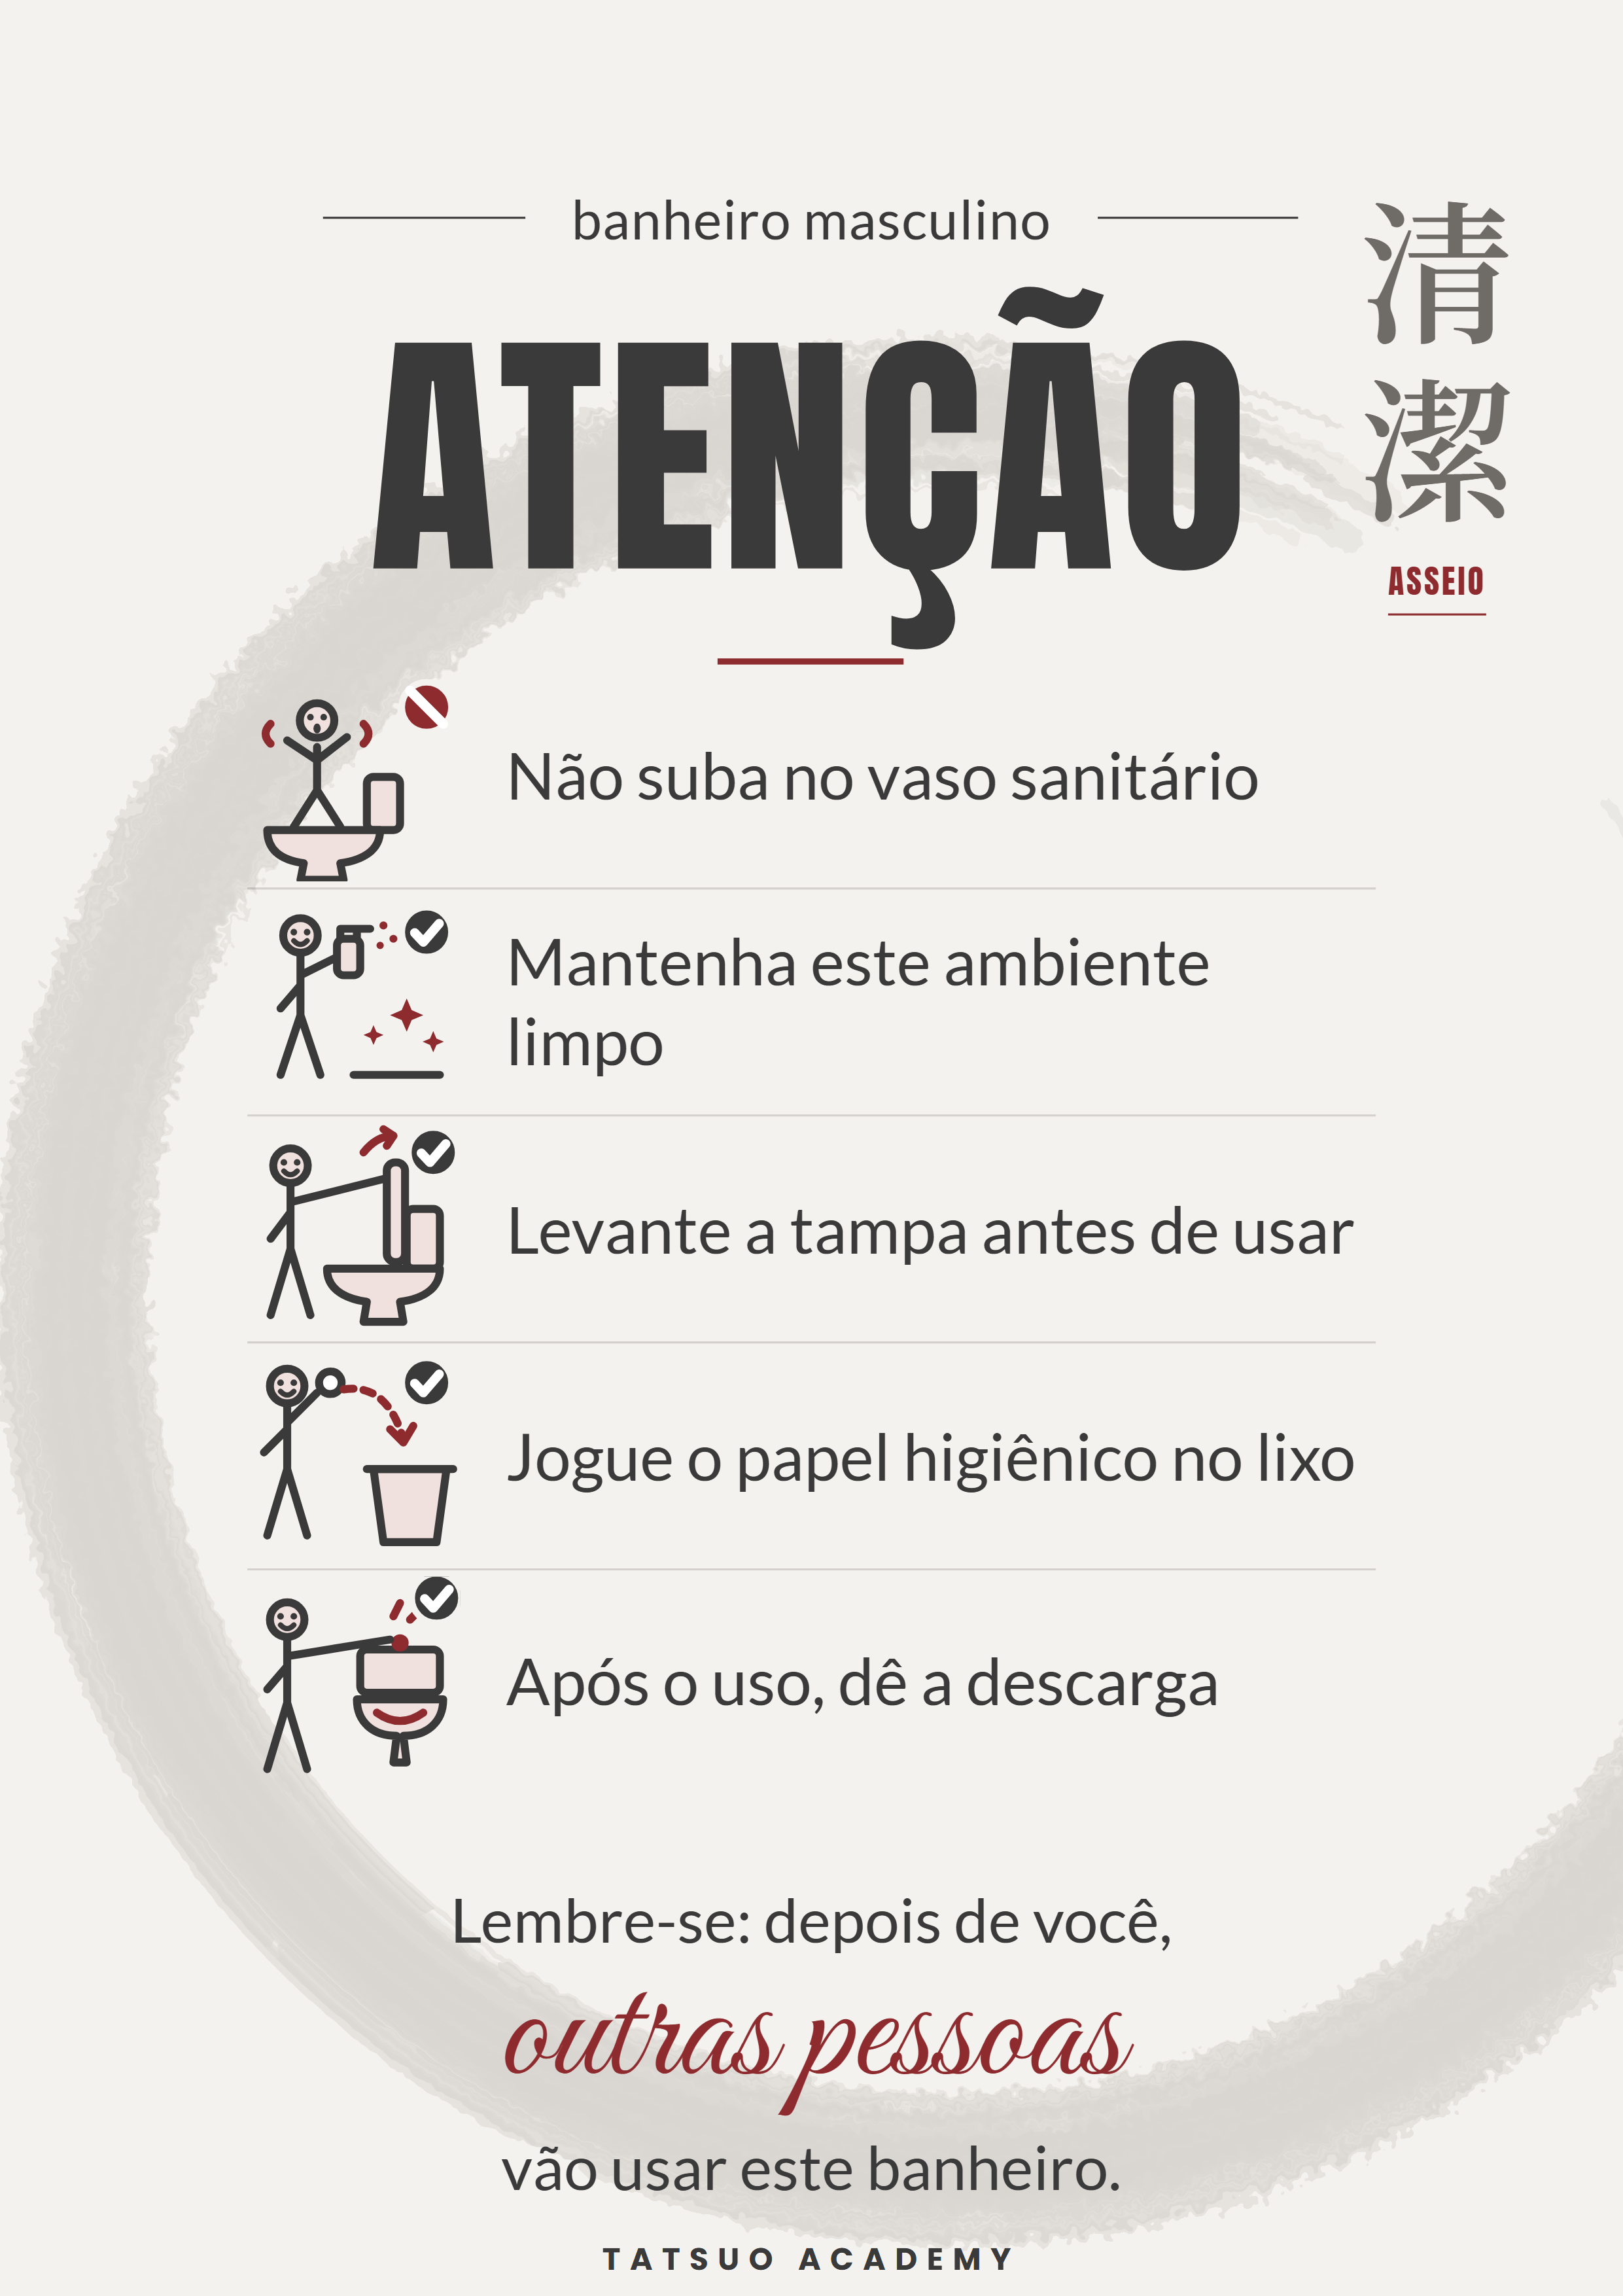 banheiro masculino
ATENÇÃO
清潔
ASSEIO
Não suba no vaso sanitário
Mantenha este ambiente
limpo
Levante a tampa antes de usar
Jogue o papel higiênico no lixo
Após o uso, dê a descarga
Lembre-se: depois de você,
outras pessoas
vão usar este banheiro.
TATSUO ACADEMY